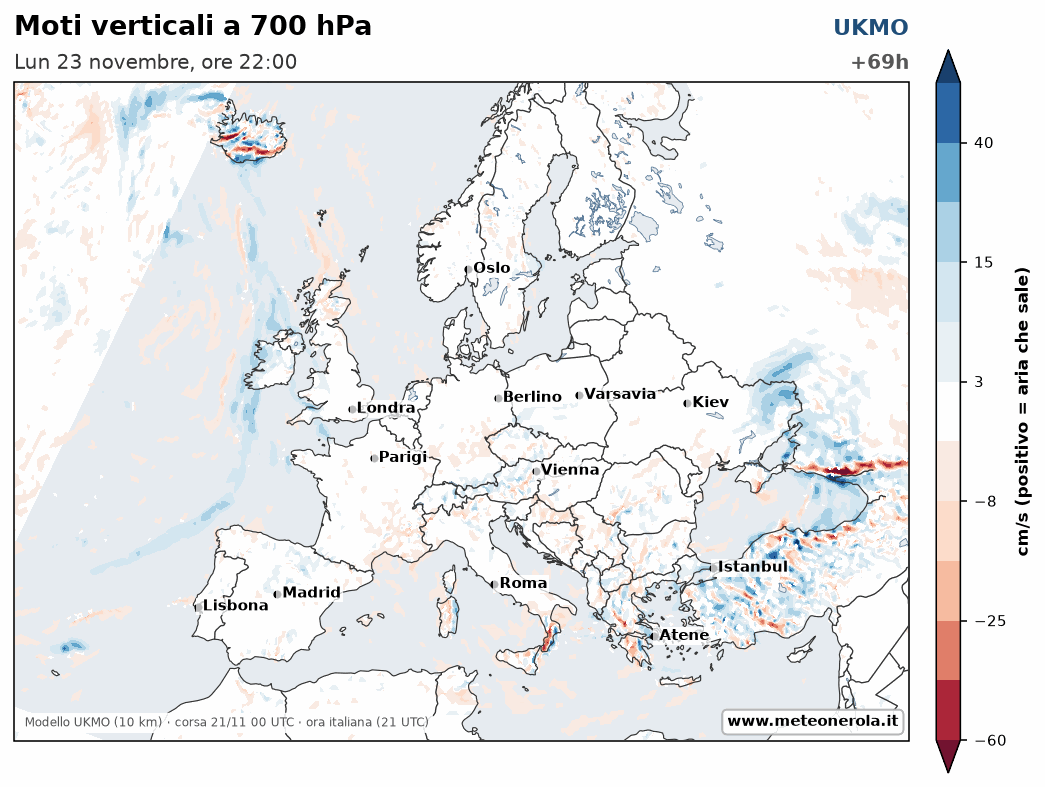 Moti verticali a 700 hPa
UKMO
Lun 23 novembre, ore 22:00
+69h
Oslo
Berlino
Varsavia
Kiev
Londra
Parigi
Vienna
Istanbul
Roma
Madrid
Lisbona
Atene
40
15
3
−8
−25
−60
cm/s (positivo = aria che sale)
Modello UKMO (10 km) · corsa 21/11 00 UTC · ora italiana (21 UTC)
www.meteonerola.it